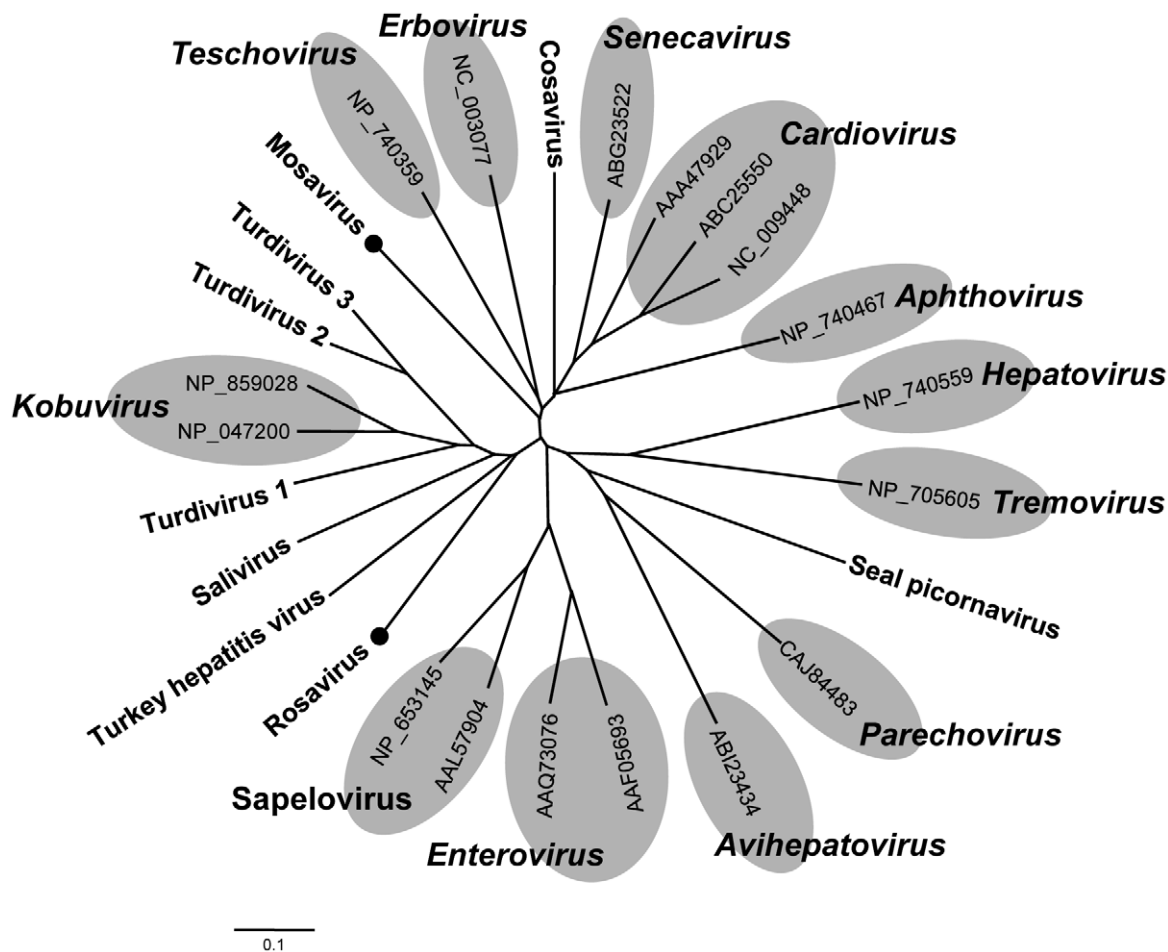 Erbovirus
Senecavirus
Teschovirus
NC_003077
Cosavirus
ABG23522
Cardiovirus
NP_740359
AAA47929
ABC25550
NC_009448
Mosavirus
Turdivirus 3
Turdivirus 2
NP_740467
Aphthovirus
NP_740559
Hepatovirus
NP_859028
Kobuvirus
NP_047200
Turdivirus 1
NP_705605
Tremovirus
Salivirus
Seal picornavirus
Turkey hepatitis virus
Rosavirus
CAJ84483
Parechovirus
NP_653145
AAL57904
Sapelovirus
AAQ73076
AAF05693
Enterovirus
ABI23434
Avihepatovirus
0.1